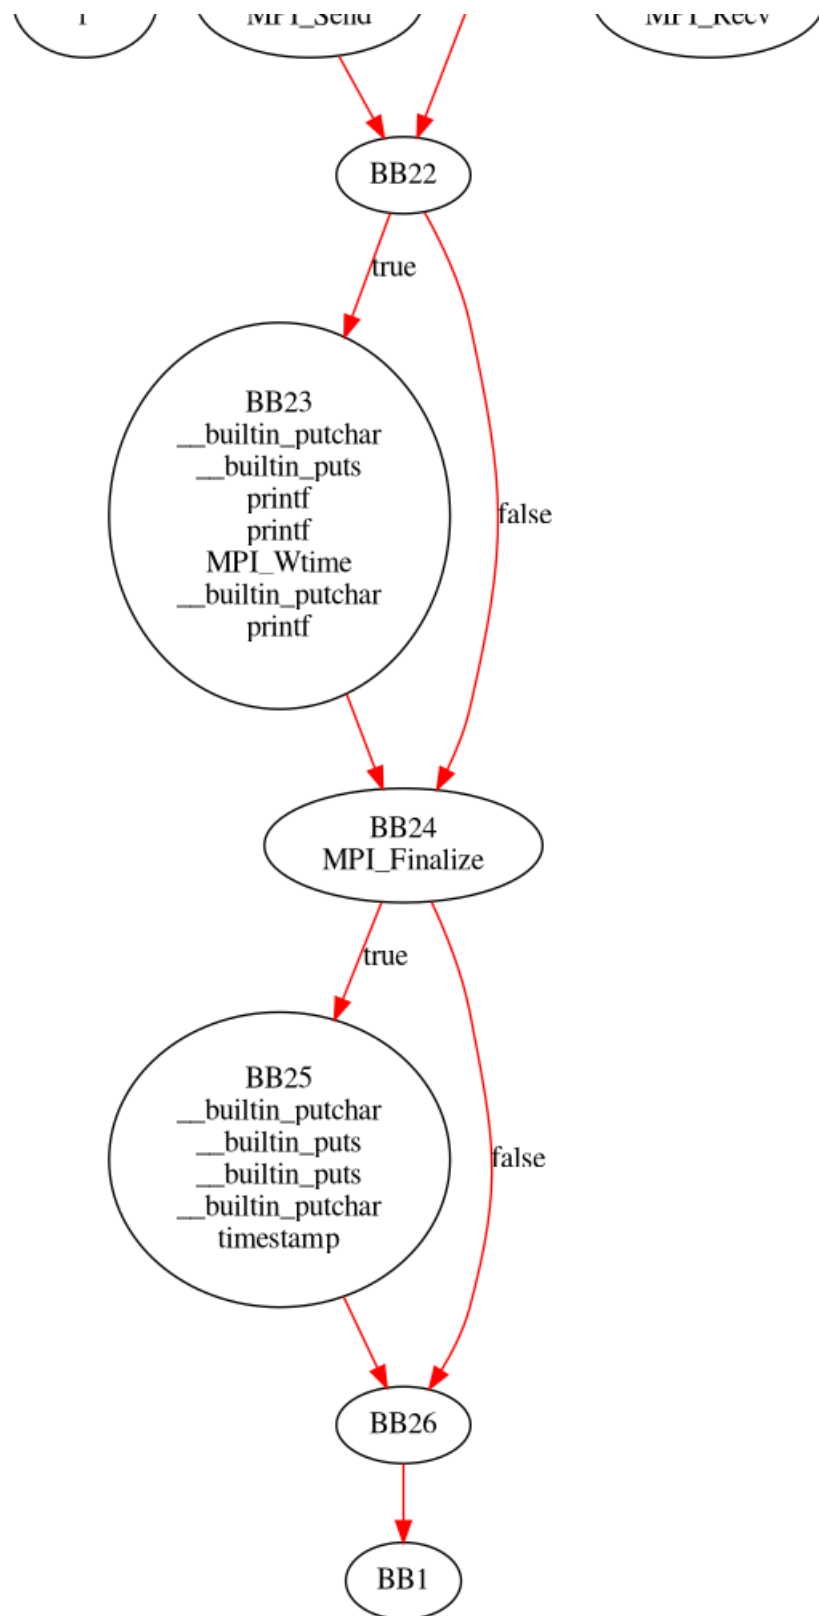 MPI_Send
MPI_Recv
BB22
true
BB23
__builtin_putchar
__builtin_puts
printf
printf
MPI_Wtime
__builtin_putchar
printf
false
BB24
MPI_Finalize
true
BB25
__builtin_putchar
__builtin_puts
__builtin_puts
__builtin_putchar
timestamp
false
BB26
BB1